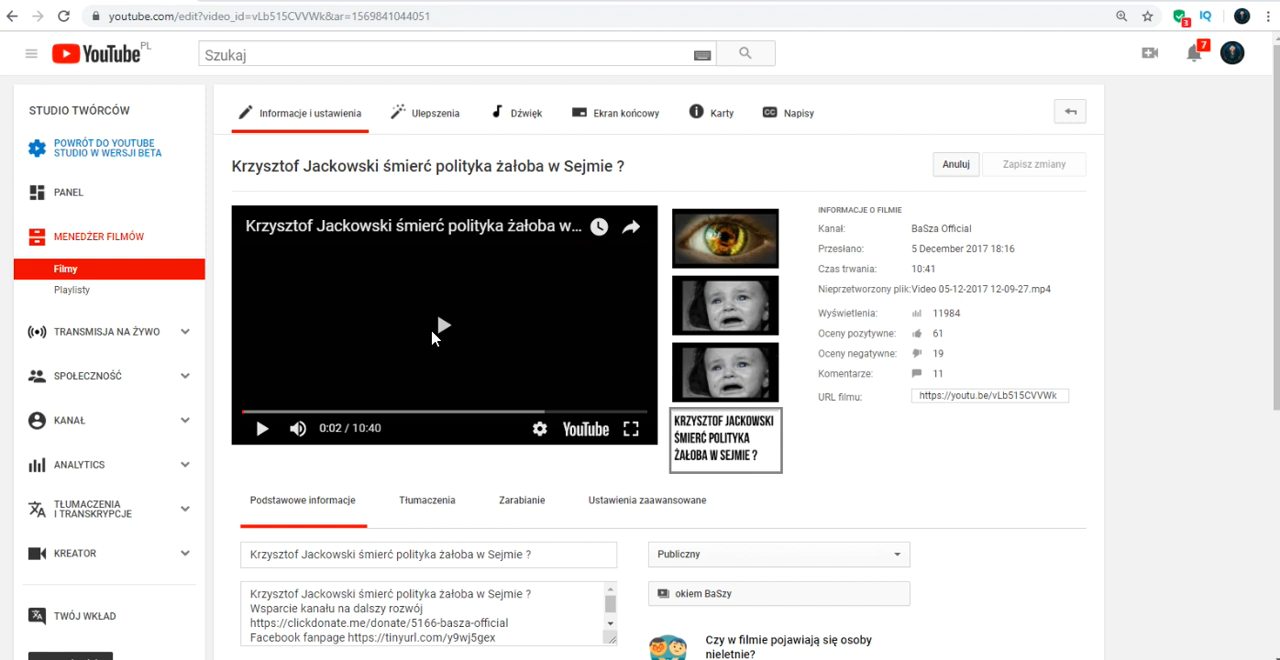 youtube.com/edit?video_id=vLb515CVVWk&ar=1569841044051
3
IQ
YouTube PL
Szukaj
7
STUDIO TWÓRCÓW
POWRÓT DO YOUTUBE
STUDIO W WERSJI BETA
PANEL
MENEDŻER FILMÓW
Filmy
Playlisty
TRANSMISJA NA ŻYWO
SPOŁECZNOŚĆ
KANAŁ
ANALYTICS
TŁUMACZENIA
I TRANSKRYPCJE
KREATOR
TWÓJ WKŁAD
Informacje i ustawienia
Ulepszenia
Dźwięk
Ekran końcowy
Karty
CC Napisy
Krzysztof Jackowski śmierć polityka żałoba w Sejmie ?
Anuluj
Zapisz zmiany
Krzysztof Jackowski śmierć polityka żałoba w...
0:02 / 10:40
YouTube
KRZYSZTOF JACKOWSKI
ŚMIERĆ POLITYKA
ŻAŁOBA W SEJMIE ?
INFORMACJE O FILMIE
Kanał: BaSza Official
Przesłano: 5 December 2017 18:16
Czas trwania: 10:41
Nieprzetworzony plik:Video 05-12-2017 12-09-27.mp4
Wyświetlenia: 11984
Oceny pozytywne: 61
Oceny negatywne: 19
Komentarze: 11
URL filmu: https://youtu.be/vLb515CVVWk
Podstawowe informacje
Tłumaczenia
Zarabianie
Ustawienia zaawansowane
Krzysztof Jackowski śmierć polityka żałoba w Sejmie ?
Krzysztof Jackowski śmierć polityka żałoba w Sejmie ?
Wsparcie kanału na dalszy rozwój
https://clickdonate.me/donate/5166-basza-official
Facebook fanpage https://tinyurl.com/y9wj5gex
Publiczny
okiem BaSzy
Czy w filmie pojawiają się osoby
nieletnie?